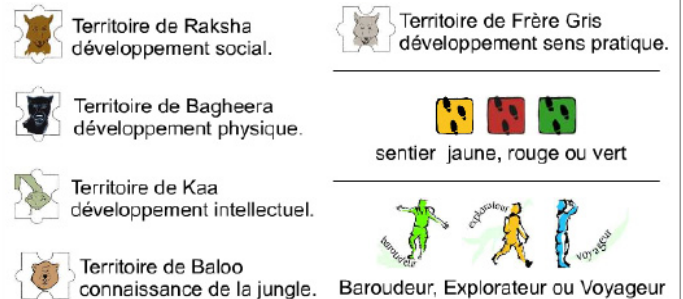 Territoire de Raksha
développement social.
Territoire de Bagheera
développement physique.
Territoire de Kaa
développement intellectuel.
Territoire de Baloo
connaissance de la jungle.
Territoire de Frère Gris
développement sens pratique.
sentier jaune, rouge ou vert
baroudeur
explorateur
voyageur
Baroudeur, Explorateur ou Voyageur